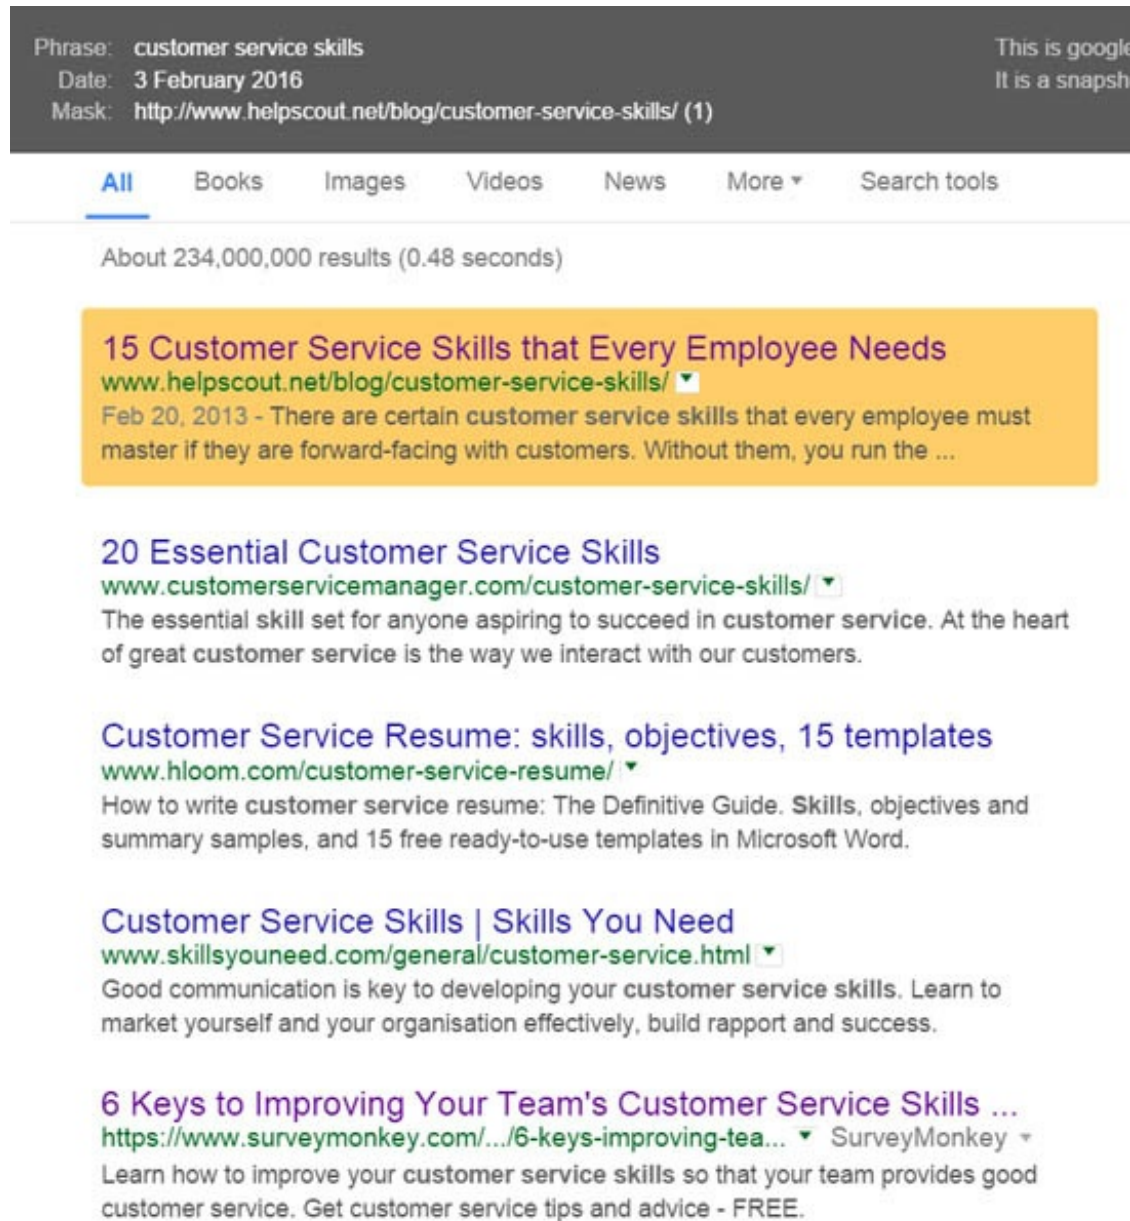 Phrase: customer service skills
This is google
Date: 3 February 2016
It is a snapsh
Mask: http://www.helpscout.net/blog/customer-service-skills/ (1)
All Books Images Videos News More Search tools
About 234,000,000 results (0.48 seconds)
15 Customer Service Skills that Every Employee Needs
www.helpscout.net/blog/customer-service-skills/
Feb 20, 2013 - There are certain customer service skills that every employee must
master if they are forward-facing with customers. Without them, you run the ...
20 Essential Customer Service Skills
www.customerservicemanager.com/customer-service-skills/
The essential skill set for anyone aspiring to succeed in customer service. At the heart
of great customer service is the way we interact with our customers.
Customer Service Resume: skills, objectives, 15 templates
www.hloom.com/customer-service-resume/
How to write customer service resume: The Definitive Guide. Skills, objectives and
summary samples, and 15 free ready-to-use templates in Microsoft Word.
Customer Service Skills | Skills You Need
www.skillsyouneed.com/general/customer-service.html
Good communication is key to developing your customer service skills. Learn to
market yourself and your organisation effectively, build rapport and success.
6 Keys to Improving Your Team's Customer Service Skills ...
https://www.surveymonkey.com/.../6-keys-improving-tea... SurveyMonkey
Learn how to improve your customer service skills so that your team provides good
customer service. Get customer service tips and advice - FREE.